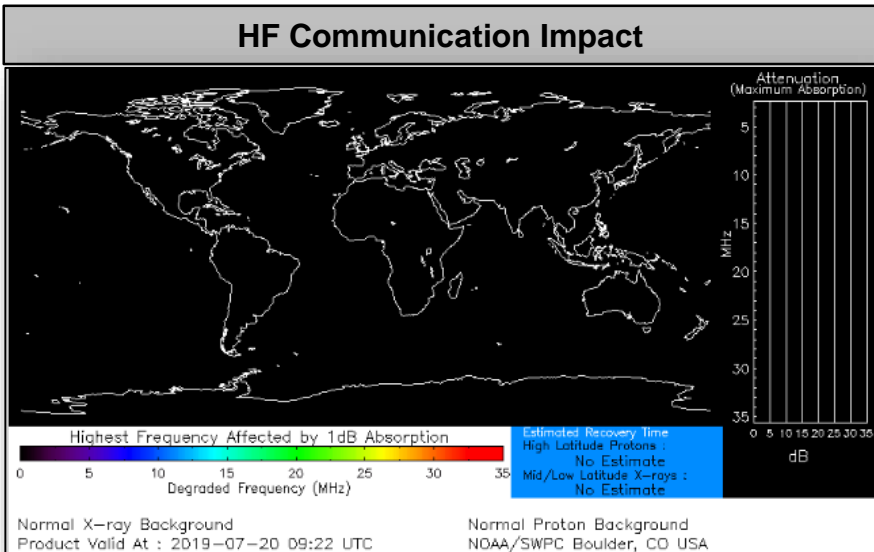 HF Communication Impact
Attenuation
(Maximum Absorption)
5
10
15
20
25
30
35
MHz
0 5 10 15 20 25 30 35
dB
Highest Frequency Affected by 1dB Absorption
0 5 10 15 20 25 30 35
Degraded Frequency (MHz)
Estimated Recovery Time
High Latitude Protons :
No Estimate
Mid/Low Latitude X-rays :
No Estimate
Normal X-ray Background
Product Valid At : 2019-07-20 09:22 UTC
Normal Proton Background
NOAA/SWPC Boulder, CO USA